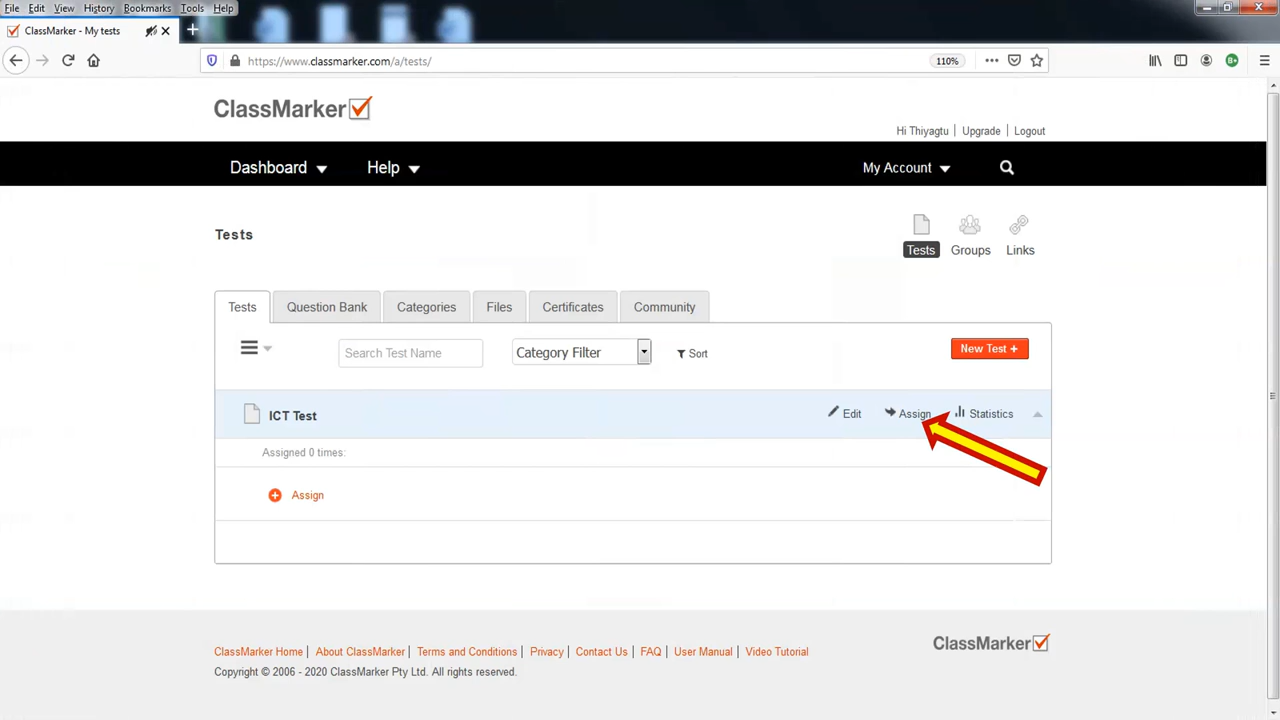 File Edit View History Bookmarks Tools Help
ClassMarker - My tests
https://www.classmarker.com/a/tests/ 110%
ClassMarker
Hi Thiyagtu Upgrade Logout
Dashboard Help My Account
Tests
Tests Groups Links
Tests Question Bank Categories Files Certificates Community
Search Test Name Category Filter Sort New Test +
ICT Test Edit Assign Statistics
Assigned 0 times:
Assign
ClassMarker Home About ClassMarker Terms and Conditions Privacy Contact Us FAQ User Manual Video Tutorial
ClassMarker
Copyright © 2006 - 2020 ClassMarker Pty Ltd. All rights reserved.